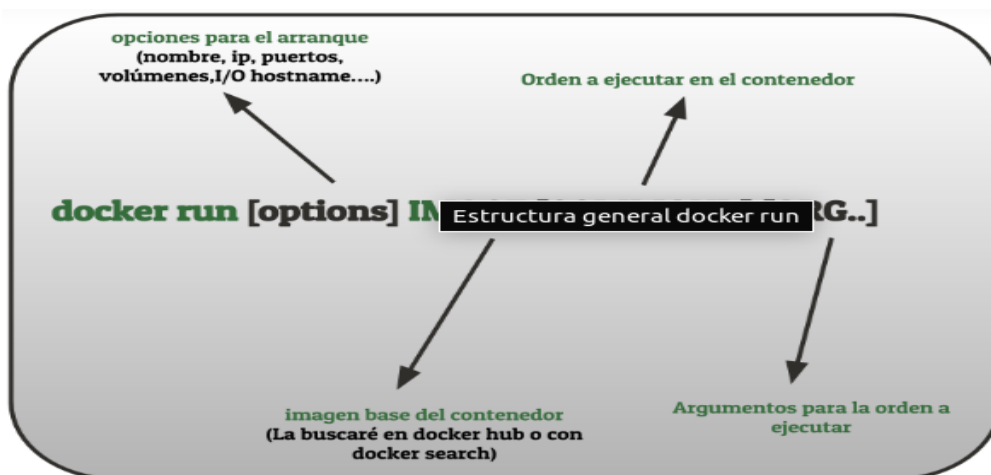 opciones para el arranque
(nombre, ip, puertos,
volúmenes,I/O hostname....)
Orden a ejecutar en el contenedor
docker run [options]
Estructura general docker run
imagen base del contenedor
(La buscaré en docker hub o con
docker search)
Argumentos para la orden a
ejecutar